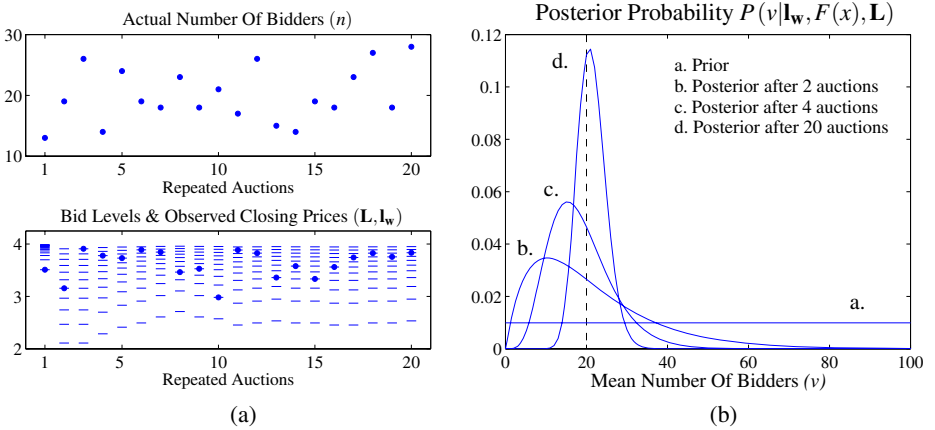 Actual Number Of Bidders (n)
30
20
10
1 5 10 15 20
Repeated Auctions
Bid Levels & Observed Closing Prices (L, l_w)
4
3
2
1 5 10 15 20
Repeated Auctions
(a)
Posterior Probability P(v|l_w, F(x), L)
0.12
0.1
0.08
0.06
0.04
0.02
0
0 20 40 60 80 100
Mean Number Of Bidders (v)
d.
c.
b.
a.
a. Prior
b. Posterior after 2 auctions
c. Posterior after 4 auctions
d. Posterior after 20 auctions
(b)